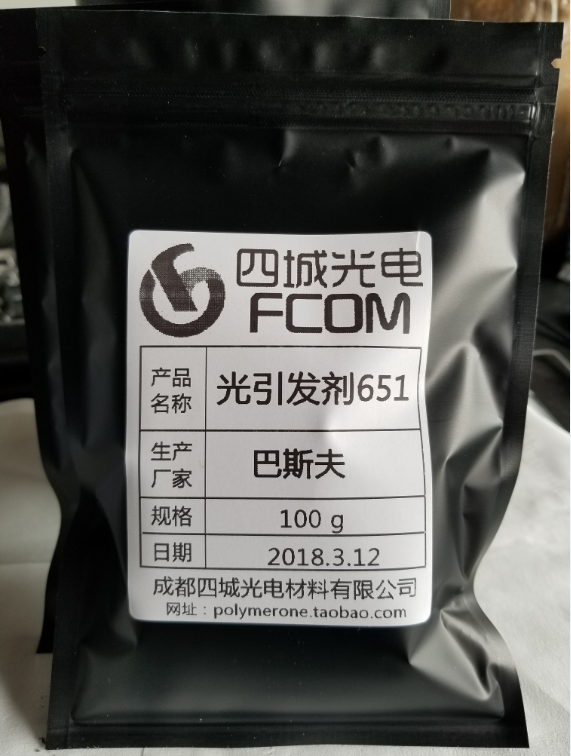 四城光电
FCOM
产品名称 光引发剂651
生产厂家 巴斯夫
规格 100 g
日期 2018.3.12
成都四城光电材料有限公司
网址：polymerone.taobao.com